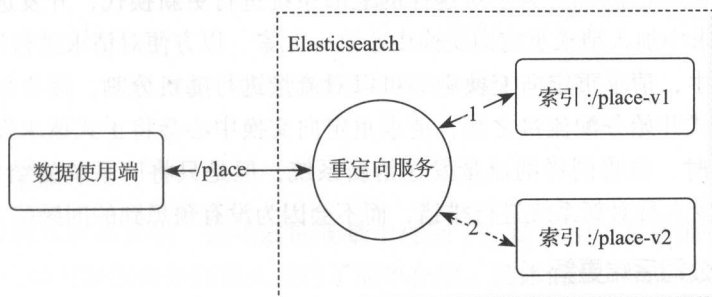 Elasticsearch
索引:/place-v1
1
数据使用端
/place
重定向服务
2
索引:/place-v2